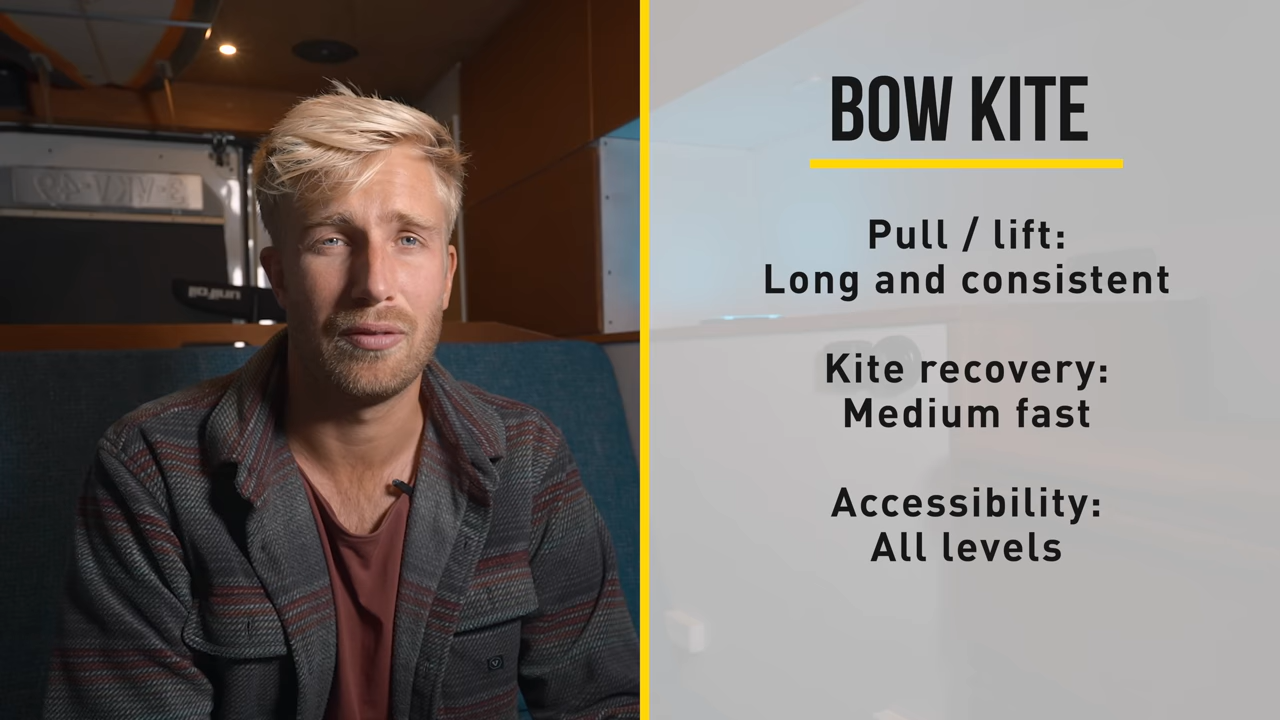 BOW KITE
Pull / lift:
Long and consistent
Kite recovery:
Medium fast
Accessibility:
All levels